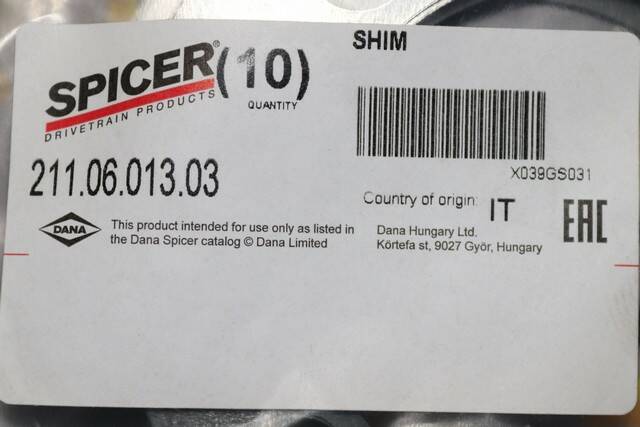 SHIM
SPICER® (10)
DRIVETRAIN PRODUCTS QUANTITY
X039GS031
211.06.013.03
Country of origin: IT
EAC
DANA
This product intended for use only as listed in
the Dana Spicer catalog © Dana Limited
Dana Hungary Ltd.
Körtefa st, 9027 Györ, Hungary